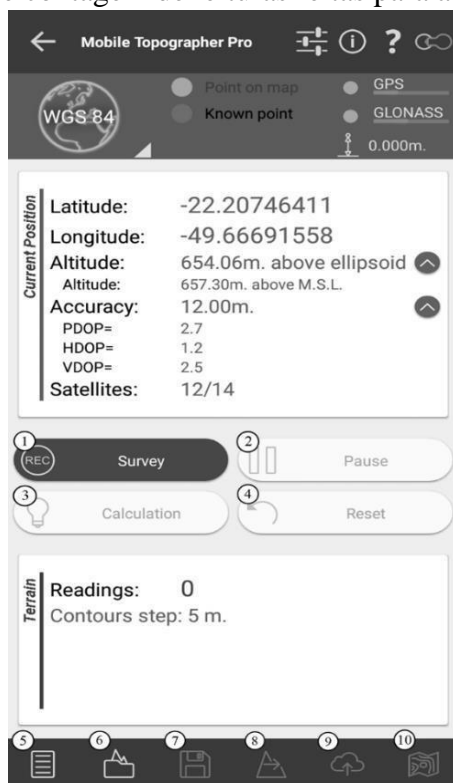 Mobile Topographer Pro
Point on map
GPS
WGS 84
Known point
GLONASS
0.000m.
Current Position
Latitude: -22.20746411
Longitude: -49.66691558
Altitude: 654.06m. above ellipsoid
Altitude: 657.30m. above M.S.L.
Accuracy: 12.00m.
PDOP= 2.7
HDOP= 1.2
VDOP= 2.5
Satellites: 12/14
1 2
REC Survey Pause
3 4
Calculation Reset
Terrain
Readings: 0
Contours step: 5 m.
5 6 7 8 9 10